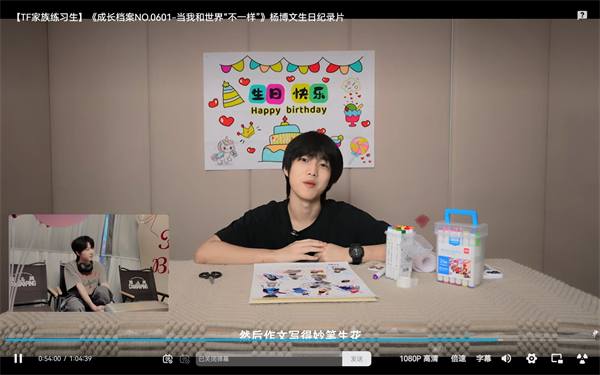 【TF家族练习生】《成长档案NO.0601-当我和世界“不一样”》杨博文生日纪录片
生日 快乐
Happy birthday
然后作文写得妙笔生花
0:54:00 / 1:04:39
已关闭弹幕
发送
1080P 高清
倍速
字幕